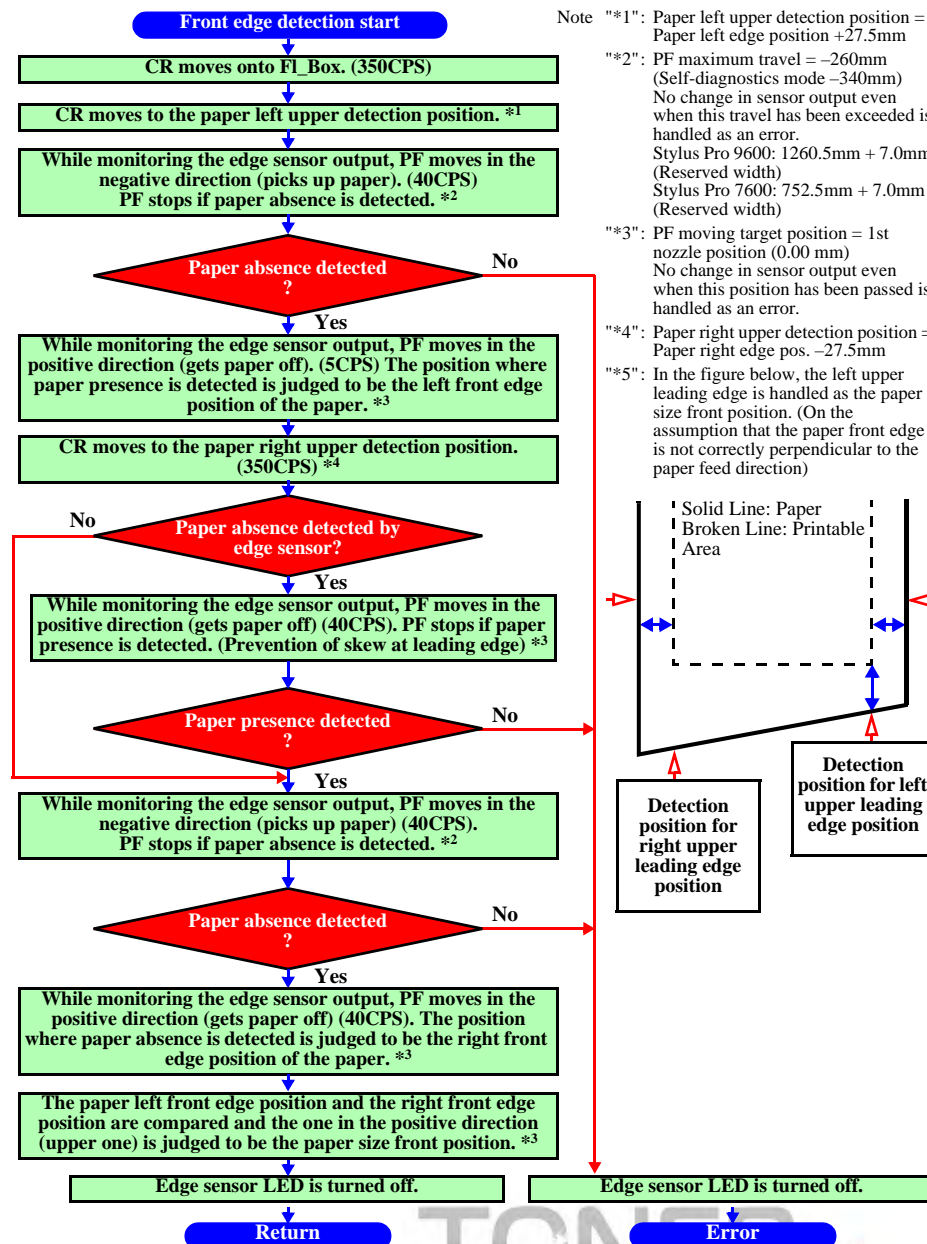 Front edge detection start
CR moves onto Fl_Box. (350CPS)
CR moves to the paper left upper detection position. *1
While monitoring the edge sensor output, PF moves in the
negative direction (picks up paper). (40CPS)
PF stops if paper absence is detected. *2
Paper absence detected
?
No
Yes
While monitoring the edge sensor output, PF moves in the
positive direction (gets paper off). (5CPS) The position where
paper presence is detected is judged to be the left front edge
position of the paper. *3
CR moves to the paper right upper detection position.
(350CPS) *4
No
Paper absence detected by
edge sensor?
Yes
While monitoring the edge sensor output, PF moves in the
positive direction (gets paper off) (40CPS). PF stops if paper
presence is detected. (Prevention of skew at leading edge) *3
Paper presence detected
?
No
Yes
While monitoring the edge sensor output, PF moves in the
negative direction (picks up paper) (40CPS).
PF stops if paper absence is detected. *2
Paper absence detected
?
No
Yes
While monitoring the edge sensor output, PF moves in the
positive direction (gets paper off) (40CPS). The position
where paper absence is detected is judged to be the right front
edge position of the paper. *3
The paper left front edge position and the right front edge
position are compared and the one in the positive direction
(upper one) is judged to be the paper size front position. *3
Edge sensor LED is turned off.
Return
Edge sensor LED is turned off.
Error
Note "*1": Paper left upper detection position =
Paper left edge position +27.5mm
"*2": PF maximum travel = –260mm
(Self-diagnostics mode –340mm)
No change in sensor output even
when this travel has been exceeded is
handled as an error.
Stylus Pro 9600: 1260.5mm + 7.0mm
(Reserved width)
Stylus Pro 7600: 752.5mm + 7.0mm
(Reserved width)
"*3": PF moving target position = 1st
nozzle position (0.00 mm)
No change in sensor output even
when this position has been passed is
handled as an error.
"*4": Paper right upper detection position =
Paper right edge pos. –27.5mm
"*5": In the figure below, the left upper
leading edge is handled as the paper
size front position. (On the
assumption that the paper front edge
is not correctly perpendicular to the
paper feed direction)
Solid Line: Paper
Broken Line: Printable
Area
Detection
position for
right upper
leading edge
position
Detection
position for left
upper leading
edge position
TONER